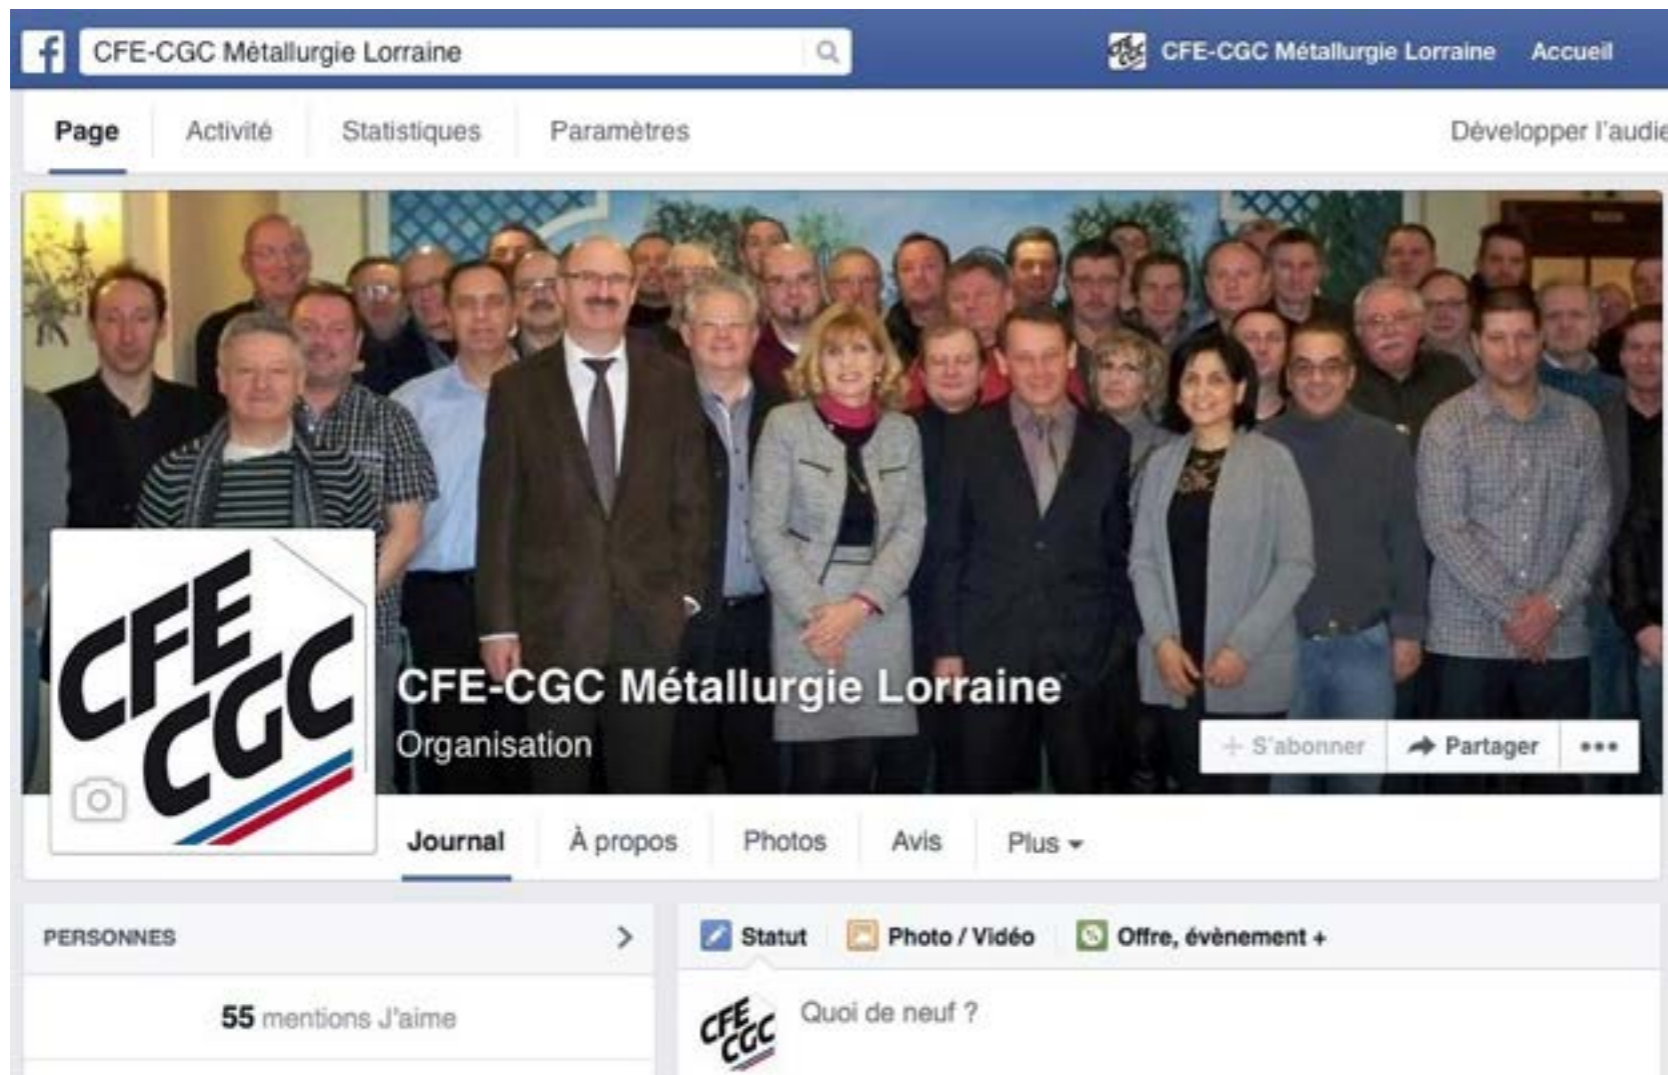 f
CFE-CGC Métallurgie Lorraine
CFE-CGC Métallurgie Lorraine Accueil
Page Activité Statistiques Paramètres
Développer l'audie
CFE
CGC
CFE-CGC Métallurgie Lorraine
Organisation
+ S'abonner Partager •••
Journal À propos Photos Avis Plus
PERSONNES >
55 mentions J'aime
Statut Photo / Vidéo Offre, évènement +
CFE
CGC
Quoi de neuf ?